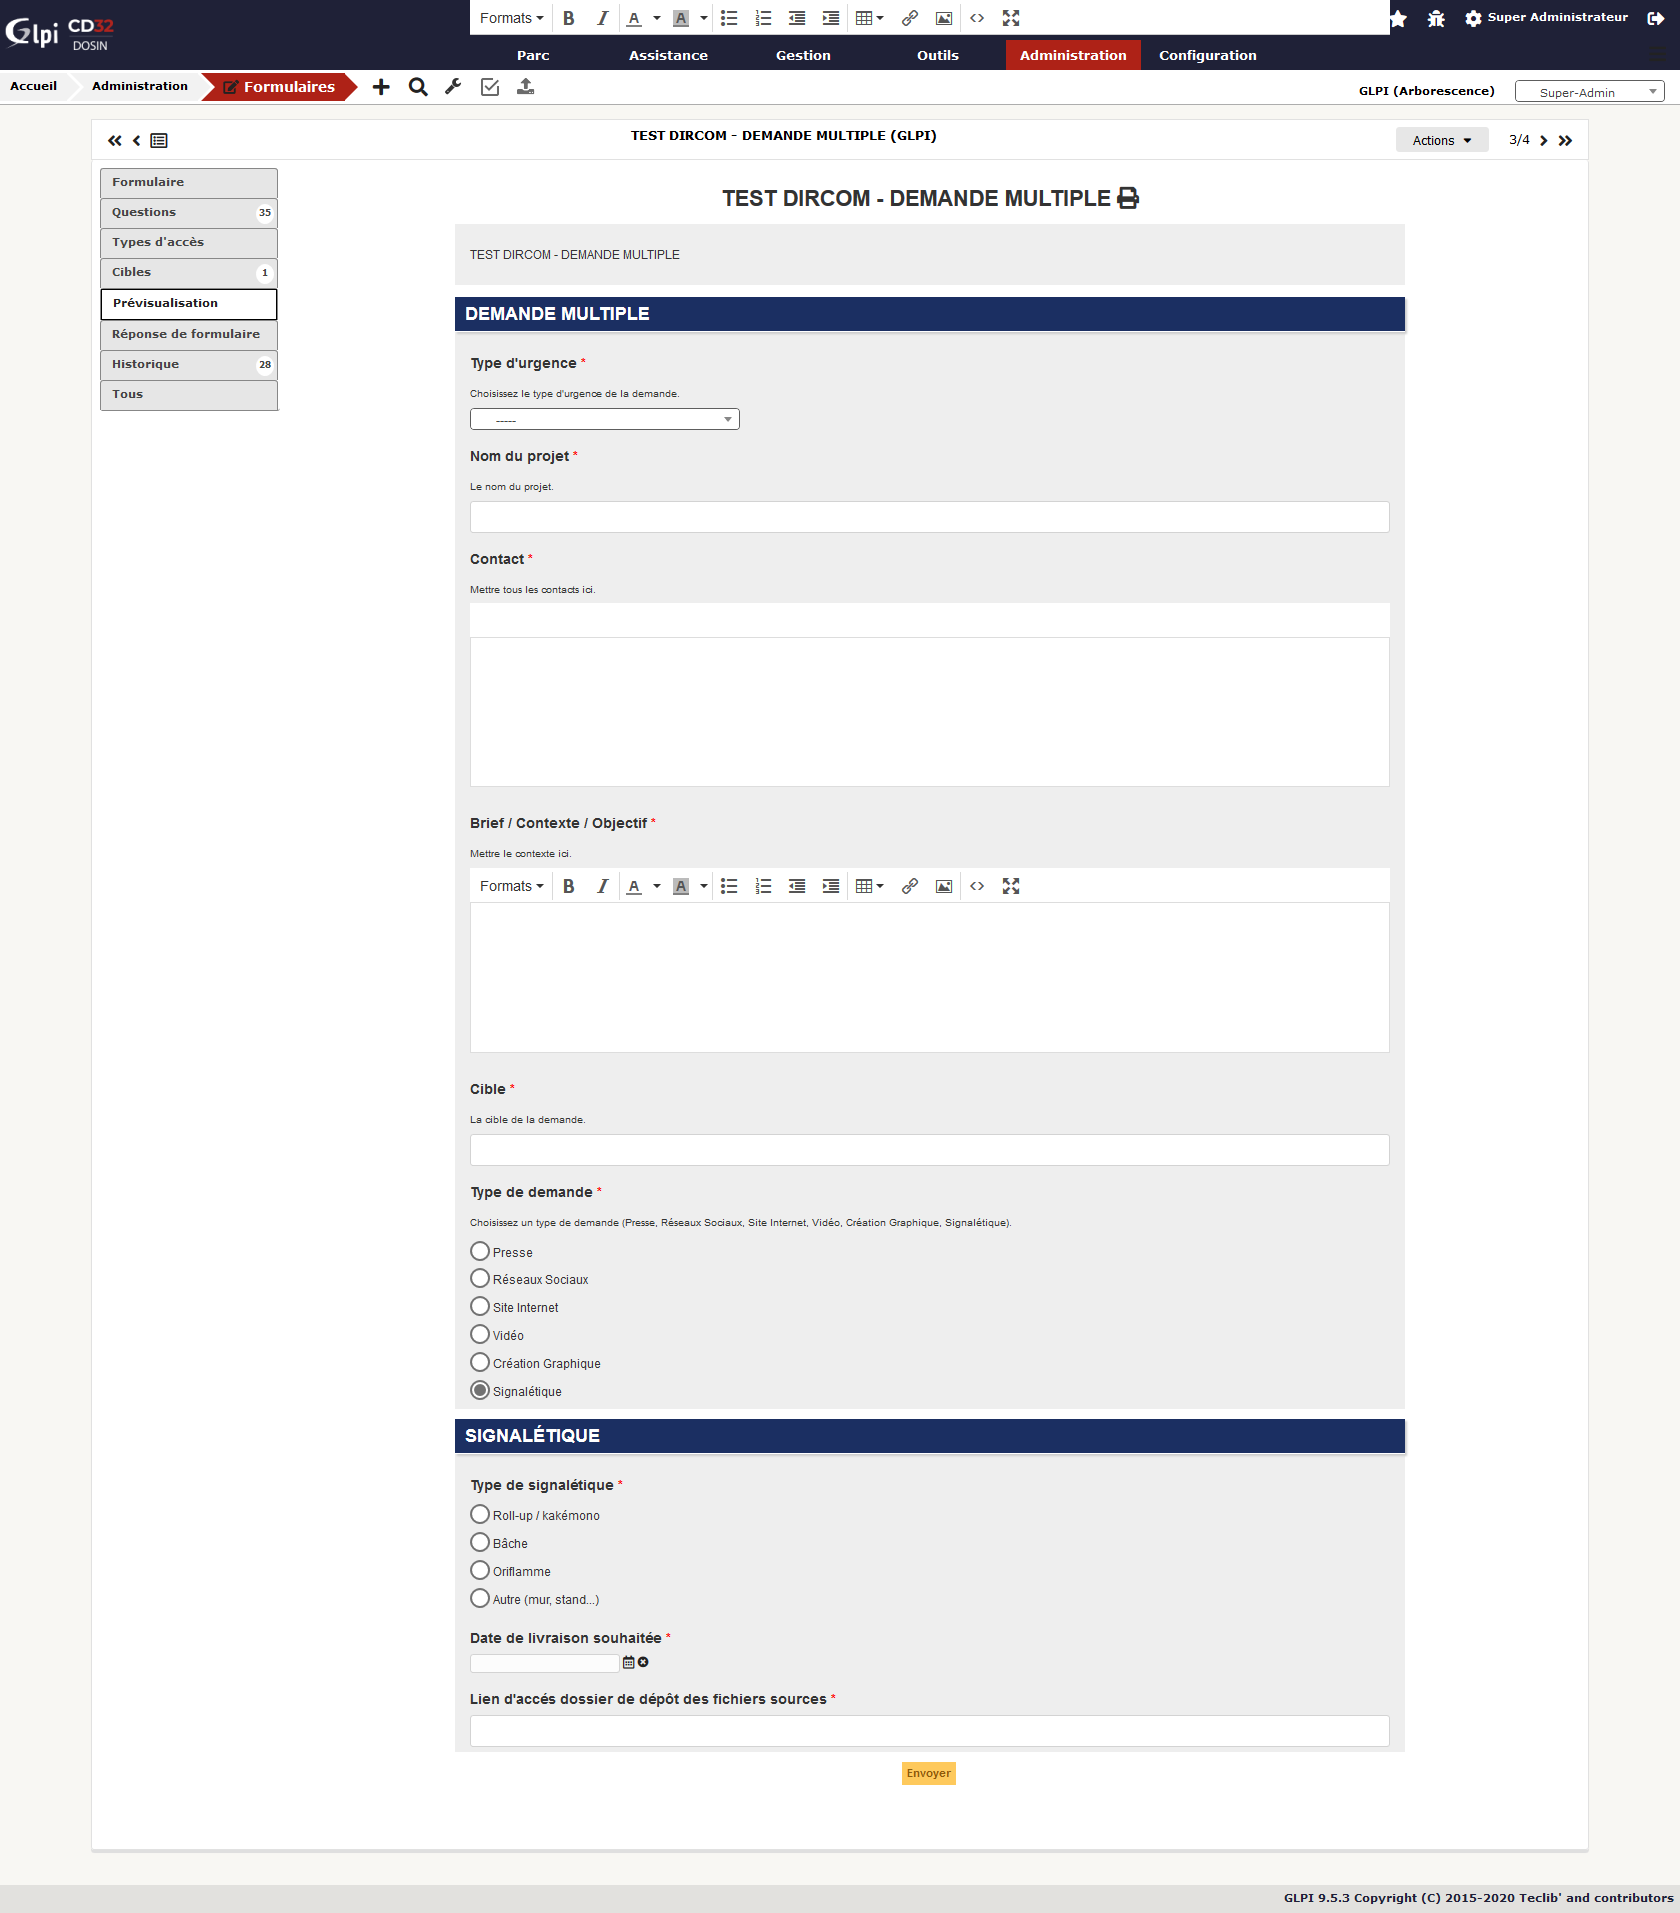 Glpi CD32
DOSIN
Formats
Super Administrateur
Parc Assistance Gestion Outils Administration Configuration
Accueil Administration Formulaires
GLPI (Arborescence) Super-Admin
TEST DIRCOM - DEMANDE MULTIPLE (GLPI)
Actions 3/4
Formulaire
Questions 35
Types d'accès
Cibles 1
Prévisualisation
Réponse de formulaire
Historique 28
Tous
TEST DIRCOM - DEMANDE MULTIPLE
TEST DIRCOM - DEMANDE MULTIPLE
DEMANDE MULTIPLE
Type d'urgence *
Choisissez le type d'urgence de la demande.
-----
Nom du projet *
Le nom du projet.
Contact *
Mettre tous les contacts ici.
Brief / Contexte / Objectif *
Mettre le contexte ici.
Formats
Cible *
La cible de la demande.
Type de demande *
Choisissez un type de demande (Presse, Réseaux Sociaux, Site Internet, Vidéo, Création Graphique, Signalétique).
Presse
Réseaux Sociaux
Site Internet
Vidéo
Création Graphique
Signalétique
SIGNALÉTIQUE
Type de signalétique *
Roll-up / kakémono
Bâche
Oriflamme
Autre (mur, stand...)
Date de livraison souhaitée *
Lien d'accés dossier de dépôt des fichiers sources *
Envoyer
GLPI 9.5.3 Copyright (C) 2015-2020 Teclib' and contributors